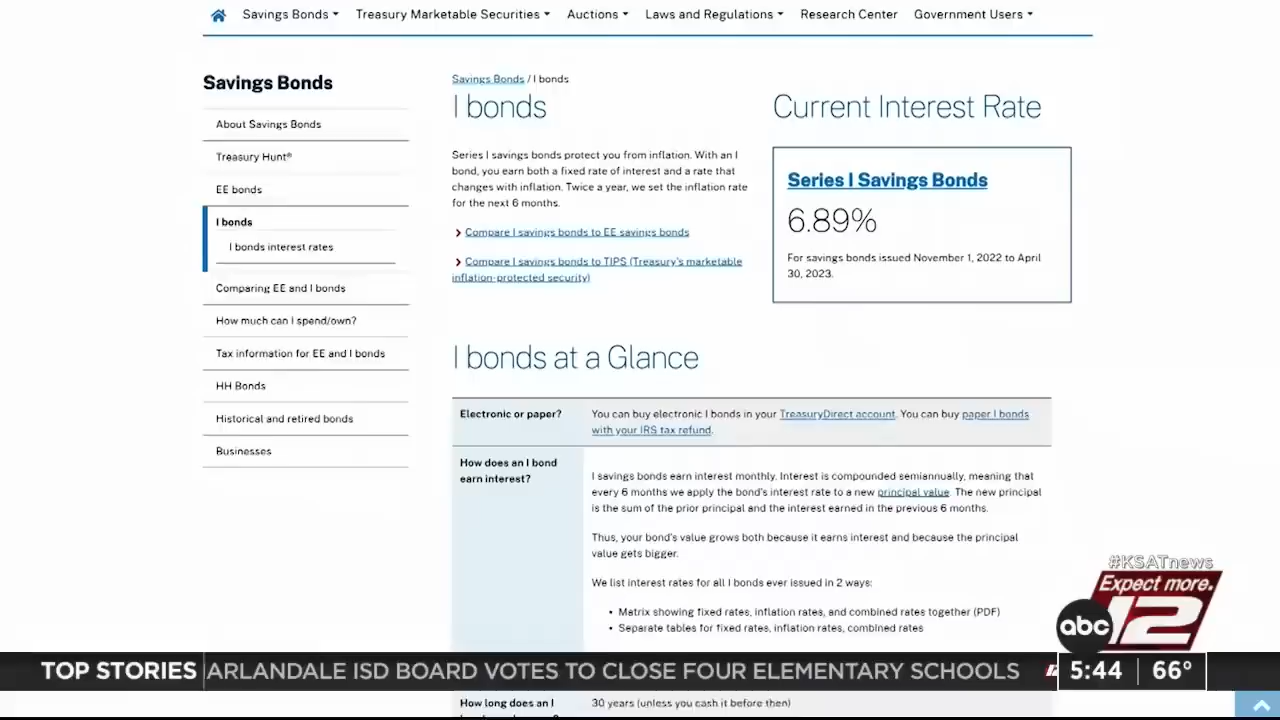 Savings Bonds Treasury Marketable Securities Auctions Laws and Regulations Research Center Government Users
Savings Bonds
About Savings Bonds
Treasury Hunt®
EE bonds
I bonds
I bonds interest rates
Comparing EE and I bonds
How much can I spend/own?
Tax information for EE and I bonds
HH Bonds
Historical and retired bonds
Businesses
Savings Bonds / I bonds
I bonds
Series I savings bonds protect you from inflation. With an I
bond, you earn both a fixed rate of interest and a rate that
changes with inflation. Twice a year, we set the inflation rate
for the next 6 months.
Compare I savings bonds to EE savings bonds
Compare I savings bonds to TIPS (Treasury's marketable
inflation-protected security)
Current Interest Rate
Series I Savings Bonds
6.89%
For savings bonds issued November 1, 2022 to April
30, 2023.
I bonds at a Glance
Electronic or paper?
You can buy electronic I bonds in your TreasuryDirect account. You can buy paper I bonds
with your IRS tax refund.
How does an I bond
earn interest?
I savings bonds earn interest monthly. Interest is compounded semiannually, meaning that
every 6 months we apply the bond's interest rate to a new principal value. The new principal
is the sum of the prior principal and the interest earned in the previous 6 months.
Thus, your bond's value grows both because it earns interest and because the principal
value gets bigger.
We list interest rates for all I bonds ever issued in 2 ways:
• Matrix showing fixed rates, inflation rates, and combined rates together (PDF)
• Separate tables for fixed rates, inflation rates, combined rates
#KSATnews
Expect more.
abc 12
TOP STORIES ARLANDALE ISD BOARD VOTES TO CLOSE FOUR ELEMENTARY SCHOOLS 5:44 66°
How long does an I
30 years (unless you cash it before then)